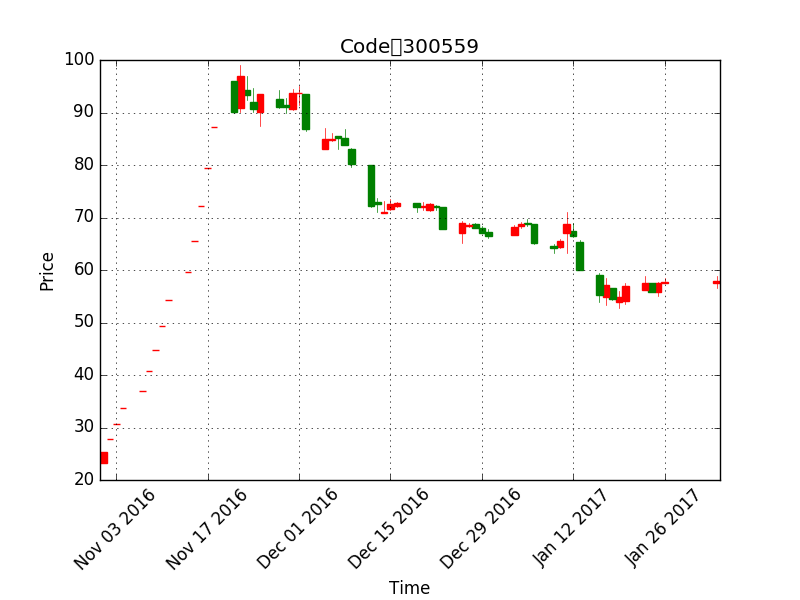 Code▯300559
100
90
80
70
60
50
40
30
20
Price
Nov 03 2016
Nov 17 2016
Dec 01 2016
Dec 15 2016
Dec 29 2016
Jan 12 2017
Jan 26 2017
Time